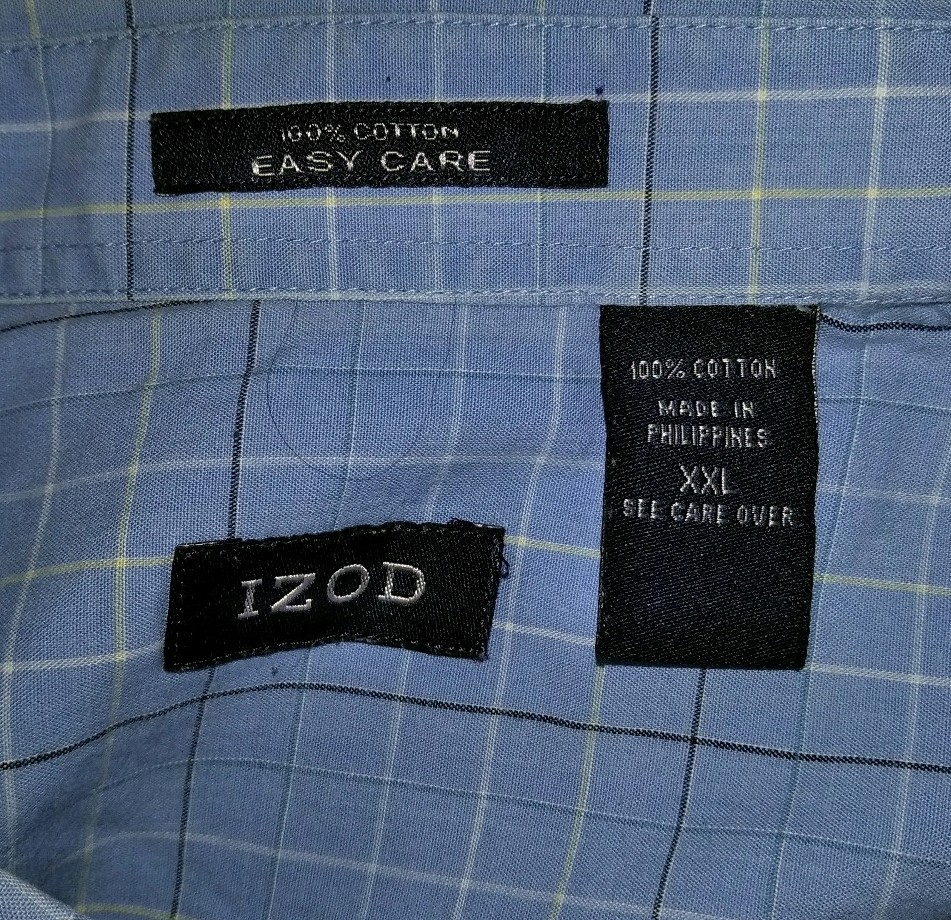 100% COTTON
EASY CARE
100% COTTON
MADE IN
PHILIPPINES
XXL
SEE CARE OVER
IZOD